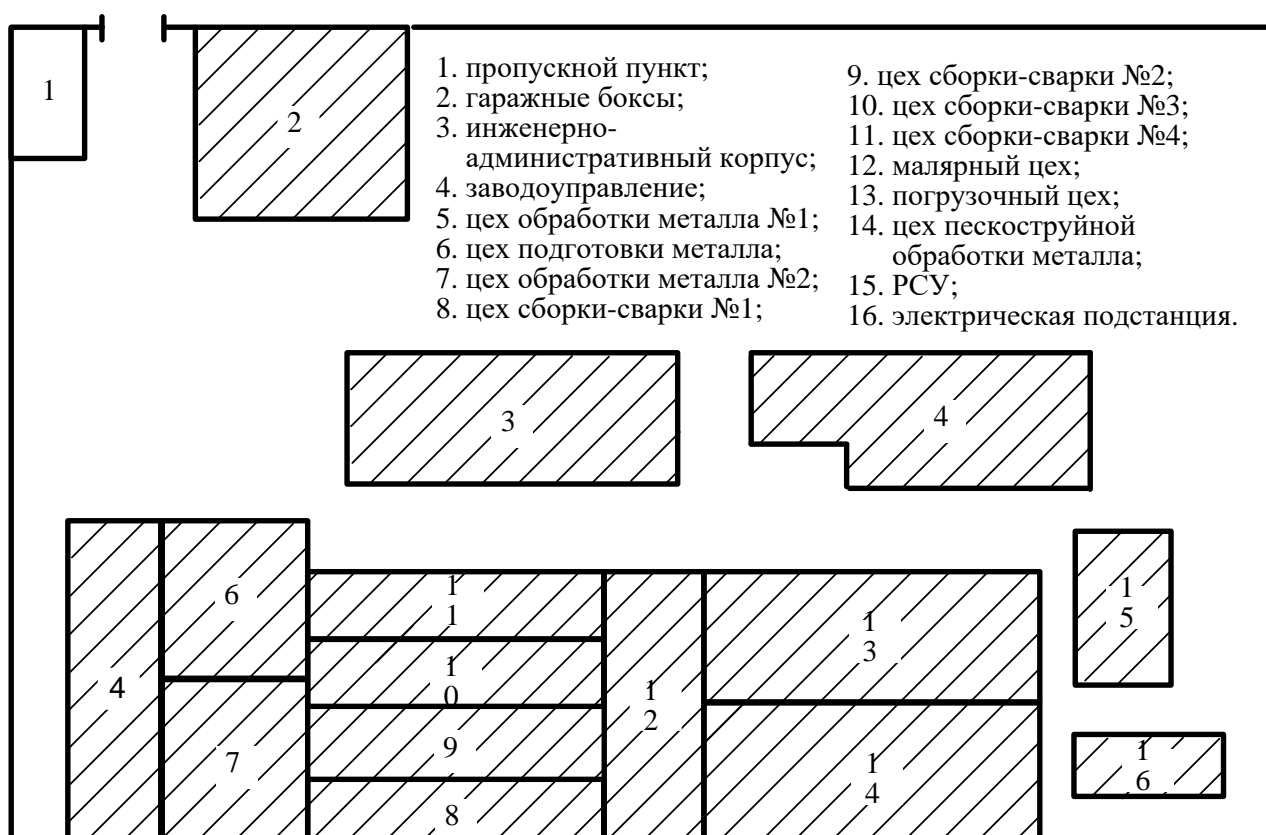 1
2
1. пропускной пункт;
2. гаражные боксы;
3. инженерно-
административный корпус;
4. заводоуправление;
5. цех обработки металла №1;
6. цех подготовки металла;
7. цех обработки металла №2;
8. цех сборки-сварки №1;
9. цех сборки-сварки №2;
10. цех сборки-сварки №3;
11. цех сборки-сварки №4;
12. малярный цех;
13. погрузочный цех;
14. цех пескоструйной
обработки металла;
15. РСУ;
16. электрическая подстанция.
3
4
4
6
7
1
1
1
0
9
8
1
2
1
3
1
4
1
5
1
6